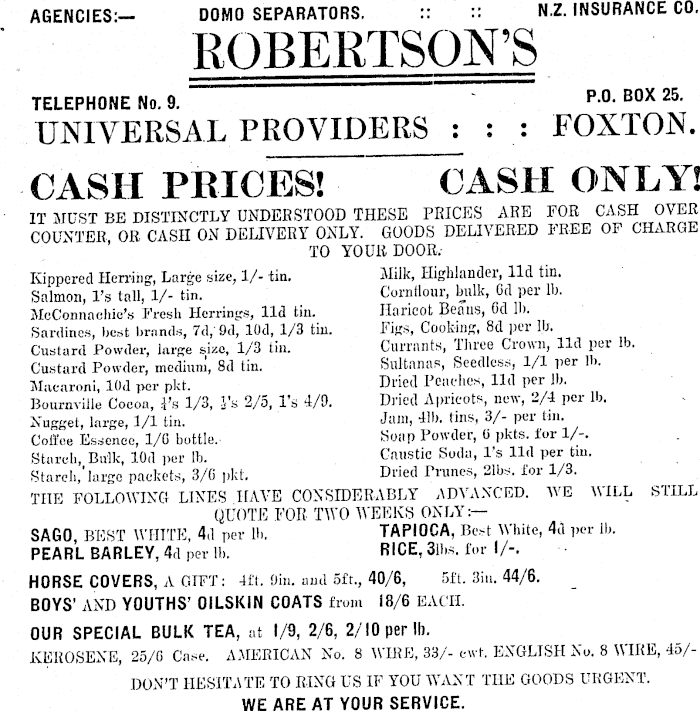 AGENCIES:— DOMO SEPARATORS. :: :: N.Z. INSURANCE CO.
ROBERTSON'S
TELEPHONE No. 9. P.O. BOX 25.
UNIVERSAL PROVIDERS : : : FOXTON.
CASH PRICES! CASH ONLY!
IT MUST BE DISTINCTLY UNDERSTOOD THESE PRICES ARE FOR CASH OVER
COUNTER, OR CASH ON DELIVERY ONLY. GOODS DELIVERED FREE OF CHARGE
TO YOUR DOOR.
Kippered Herring, Large size, 1/- tin.
Salmon, 1's tall, 1/- tin.
McConnachie's Fresh Herrings, 11d tin.
Sardines, best brands, 7d, 9d, 10d, 1/3 tin.
Custard Powder, large size, 1/3 tin.
Custard Powder, medium, 8d tin.
Macaroni, 10d per pkt.
Bournville Cocoa, ¼'s 1/3, ½'s 2/5, 1's 4/9.
Nugget, large, 1/1 tin.
Coffee Essence, 1/6 bottle.
Starch, Bulk, 10d per lb.
Starch, large packets, 3/6 pkt.
Milk, Highlander, 11d tin.
Cornflour, bulk, 6d per lb.
Haricot Beans, 6d lb.
Figs, Cooking, 8d per lb.
Currants, Three Crown, 11d per lb.
Sultanas, Seedless, 1/1 per lb.
Dried Peaches, 11d per lb.
Dried Apricots, new, 2/4 per lb.
Jam, 4lb. tins, 3/- per tin.
Soap Powder, 6 pkts. for 1/-.
Caustic Soda, 1's 11d per tin.
Dried Prunes, 2lbs. for 1/3.
THE FOLLOWING LINES HAVE CONSIDERABLY ADVANCED. WE WILL STILL
QUOTE FOR TWO WEEKS ONLY:—
SAGO, BEST WHITE, 4d per lb. TAPIOCA, Best White, 4d per lb.
PEARL BARLEY, 4d per lb. RICE, 3lbs. for 1/-.
HORSE COVERS, A GIFT: 4ft. 9in. and 5ft., 40/6, 5ft. 3in. 44/6.
BOYS' AND YOUTHS' OILSKIN COATS from 18/6 EACH.
OUR SPECIAL BULK TEA, at 1/9, 2/6, 2/10 per lb.
KEROSENE, 25/6 Case. AMERICAN No. 8 WIRE, 33/- cwt. ENGLISH No. 8 WIRE, 45/-
DON'T HESITATE TO RING US IF YOU WANT THE GOODS URGENT.
WE ARE AT YOUR SERVICE.